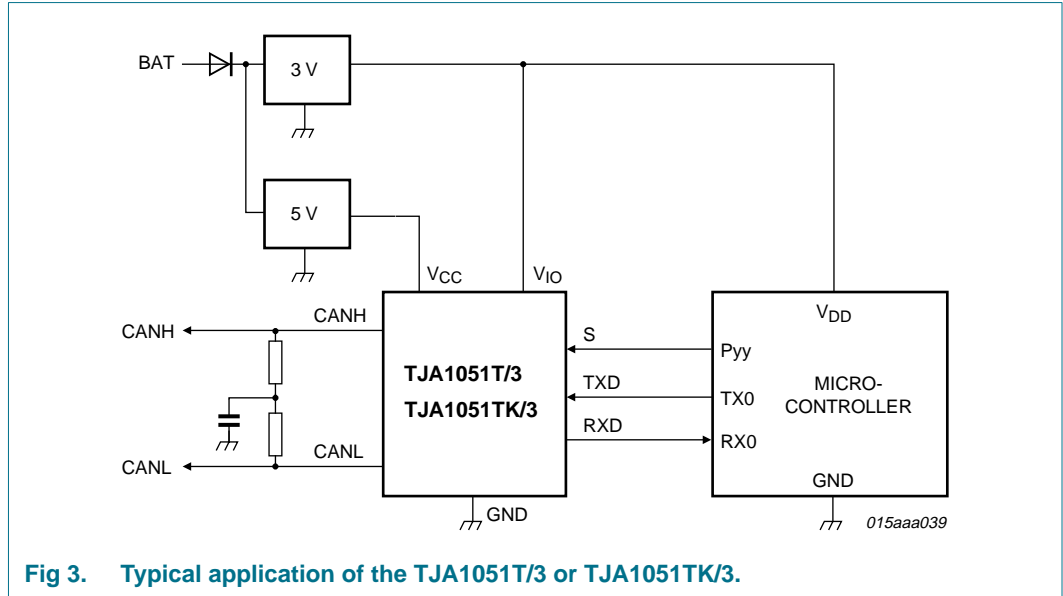 BAT
3 V
5 V
VCC
VIO
CANH
CANH
CANL
CANL
TJA1051T/3
TJA1051TK/3
GND
S
TXD
RXD
VDD
Pyy
TX0
RX0
MICRO-
CONTROLLER
GND
015aaa039
Fig 3. Typical application of the TJA1051T/3 or TJA1051TK/3.